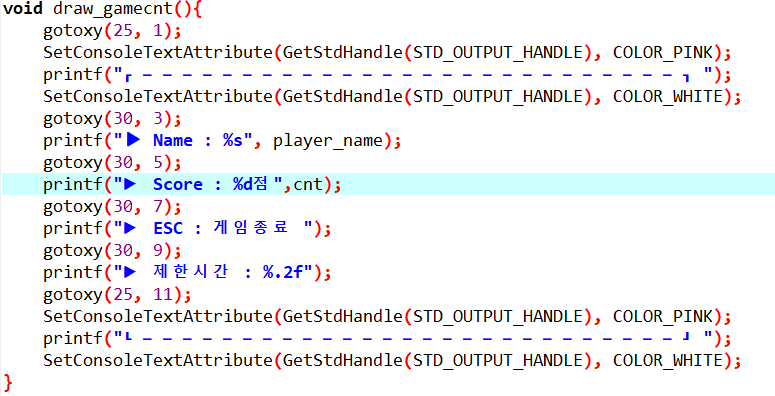 void draw_gamecnt(){
    gotoxy(25, 1);
    SetConsoleTextAttribute(GetStdHandle(STD_OUTPUT_HANDLE), COLOR_PINK);
    printf("┏ - - - - - - - - - - - - - - - - - - - - - - - - - - - ┓ ");
    SetConsoleTextAttribute(GetStdHandle(STD_OUTPUT_HANDLE), COLOR_WHITE);
    gotoxy(30, 3);
    printf("▶ Name : %s", player_name);
    gotoxy(30, 5);
    printf("▶ Score : %d점",cnt);
    gotoxy(30, 7);
    printf("▶ ESC : 게임종료 ");
    gotoxy(30, 9);
    printf("▶ 제한시간 : %.2f");
    gotoxy(25, 11);
    SetConsoleTextAttribute(GetStdHandle(STD_OUTPUT_HANDLE), COLOR_PINK);
    printf("┗ - - - - - - - - - - - - - - - - - - - - - - - - - - - ┛ ");
    SetConsoleTextAttribute(GetStdHandle(STD_OUTPUT_HANDLE), COLOR_WHITE);
}